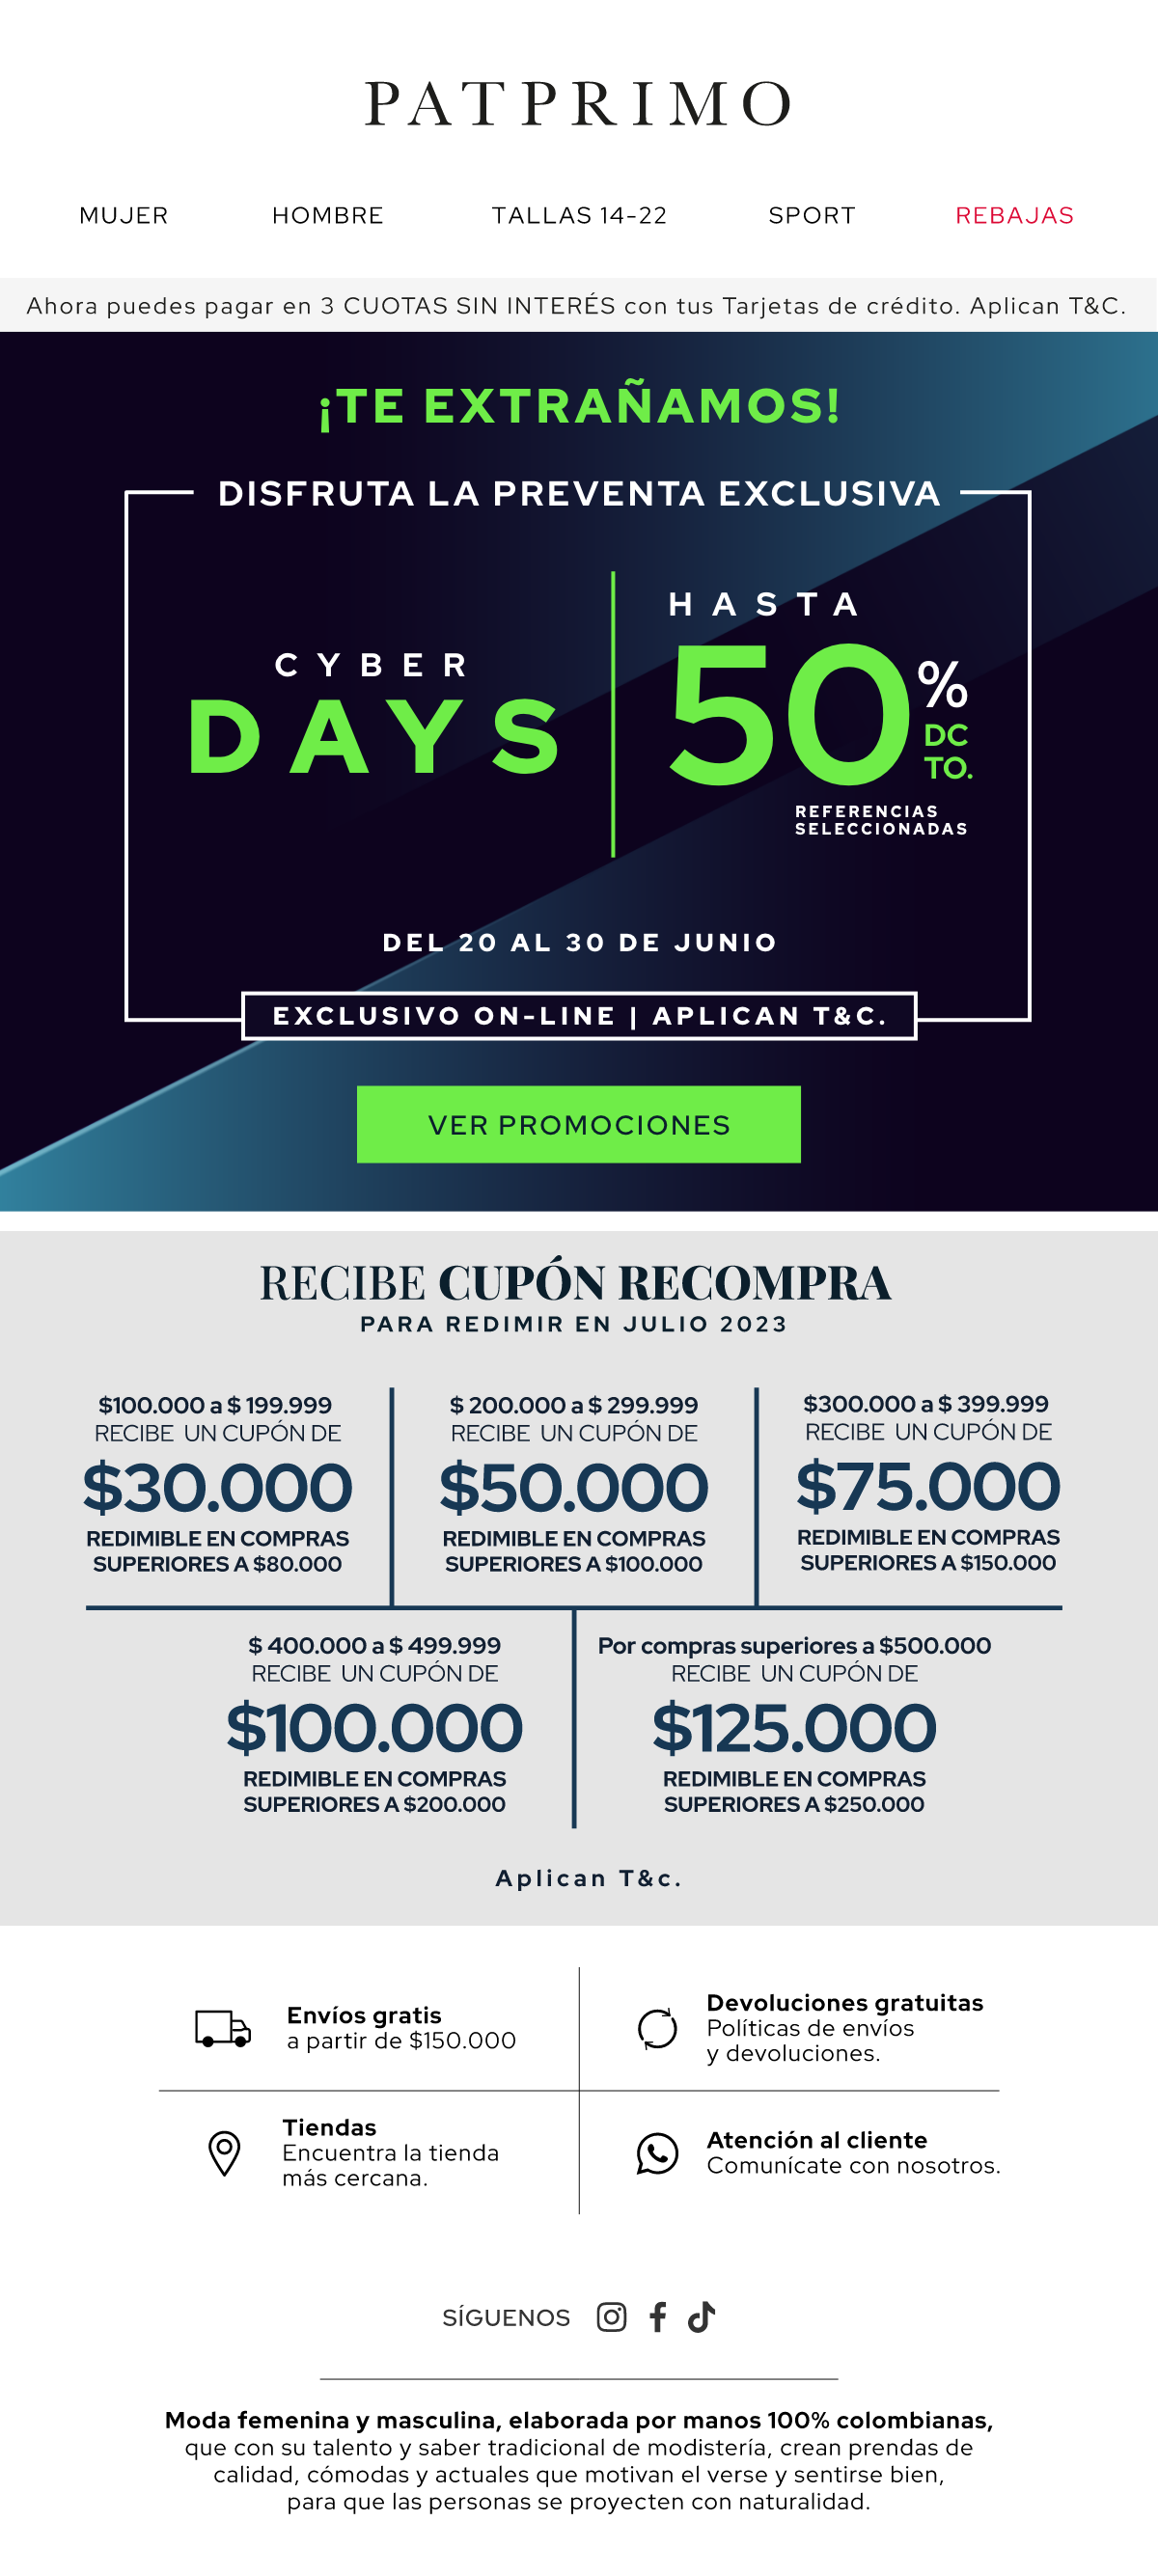 PATPRIMO
MUJER HOMBRE TALLAS 14-22 SPORT REBAJAS
Ahora puedes pagar en 3 CUOTAS SIN INTERÉS con tus Tarjetas de crédito. Aplican T&C.
¡TE EXTRAÑAMOS!
DISFRUTA LA PREVENTA EXCLUSIVA
CYBER
DAYS
HASTA
50%
DC
TO.
REFERENCIAS
SELECCIONADAS
DEL 20 AL 30 DE JUNIO
EXCLUSIVO ON-LINE | APLICAN T&C.
VER PROMOCIONES
RECIBE CUPÓN RECOMPRA
PARA REDIMIR EN JULIO 2023
$100.000 a $ 199.999
RECIBE UN CUPÓN DE
$30.000
REDIMIBLE EN COMPRAS
SUPERIORES A $80.000
$ 200.000 a $ 299.999
RECIBE UN CUPÓN DE
$50.000
REDIMIBLE EN COMPRAS
SUPERIORES A $100.000
$300.000 a $ 399.999
RECIBE UN CUPÓN DE
$75.000
REDIMIBLE EN COMPRAS
SUPERIORES A $150.000
$ 400.000 a $ 499.999
RECIBE UN CUPÓN DE
$100.000
REDIMIBLE EN COMPRAS
SUPERIORES A $200.000
Por compras superiores a $500.000
RECIBE UN CUPÓN DE
$125.000
REDIMIBLE EN COMPRAS
SUPERIORES A $250.000
Aplican T&c.
Envíos gratis
a partir de $150.000
Devoluciones gratuitas
Políticas de envíos
y devoluciones.
Tiendas
Encuentra la tienda
más cercana.
Atención al cliente
Comunícate con nosotros.
SÍGUENOS
Moda femenina y masculina, elaborada por manos 100% colombianas,
que con su talento y saber tradicional de modistería, crean prendas de
calidad, cómodas y actuales que motivan el verse y sentirse bien,
para que las personas se proyecten con naturalidad.